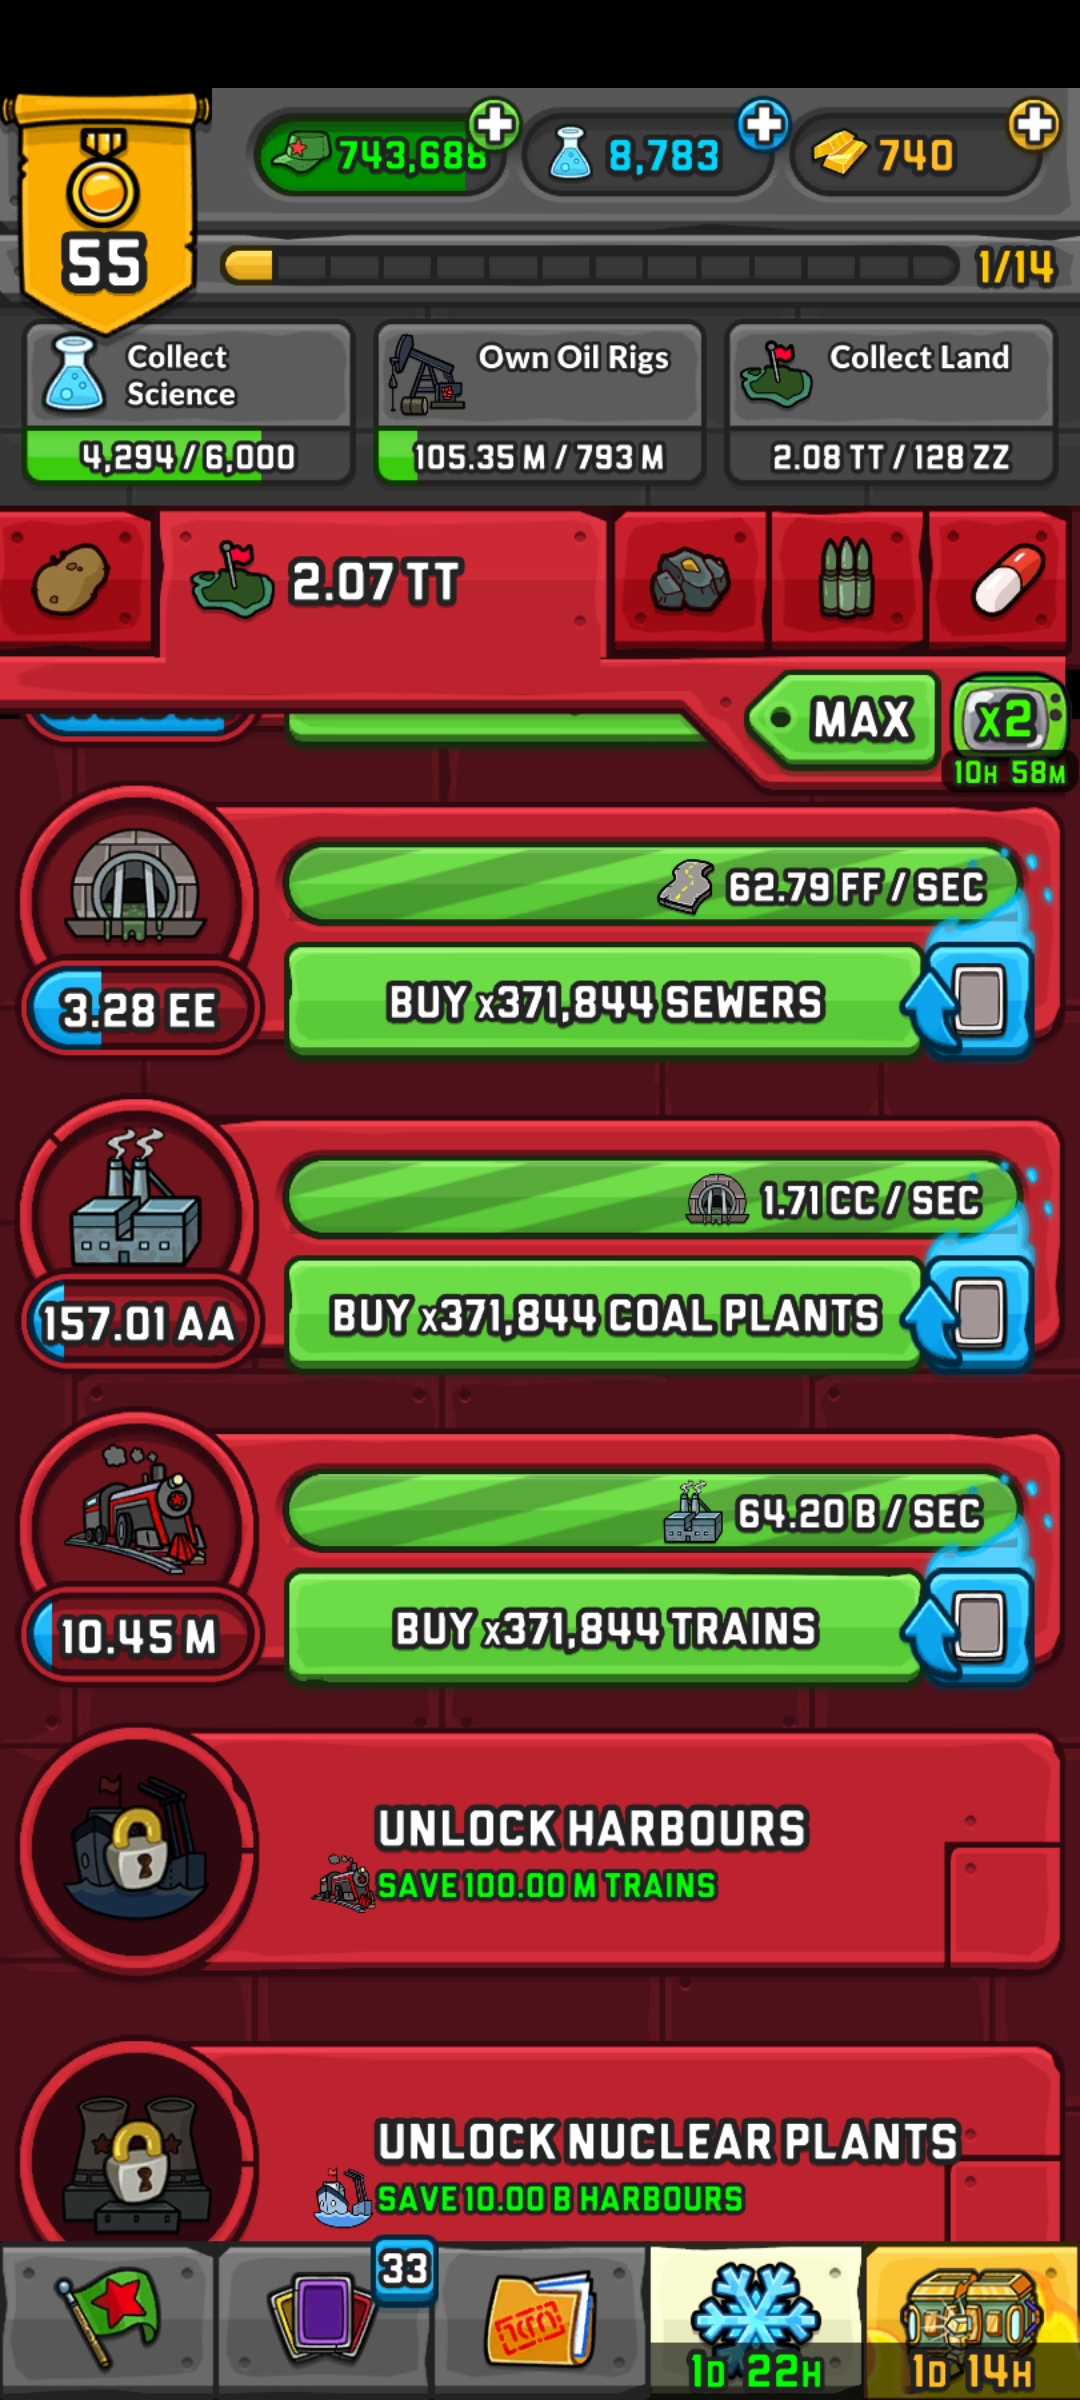 743,688
8,783
740
55
1/14
Collect
Science
4,294 / 6,000
Own Oil Rigs
105.35 M / 793 M
Collect Land
2.08 TT / 128 ZZ
2.07 TT
MAX
x2
10H 58M
62.79 FF / SEC
3.28 EE
BUY x371,844 SEWERS
1.71 CC / SEC
157.01 AA
BUY x371,844 COAL PLANTS
64.20 B / SEC
10.45 M
BUY x371,844 TRAINS
UNLOCK HARBOURS
SAVE 100.00 M TRAINS
UNLOCK NUCLEAR PLANTS
SAVE 10.00 B HARBOURS
33
1D 22H
1D 14H